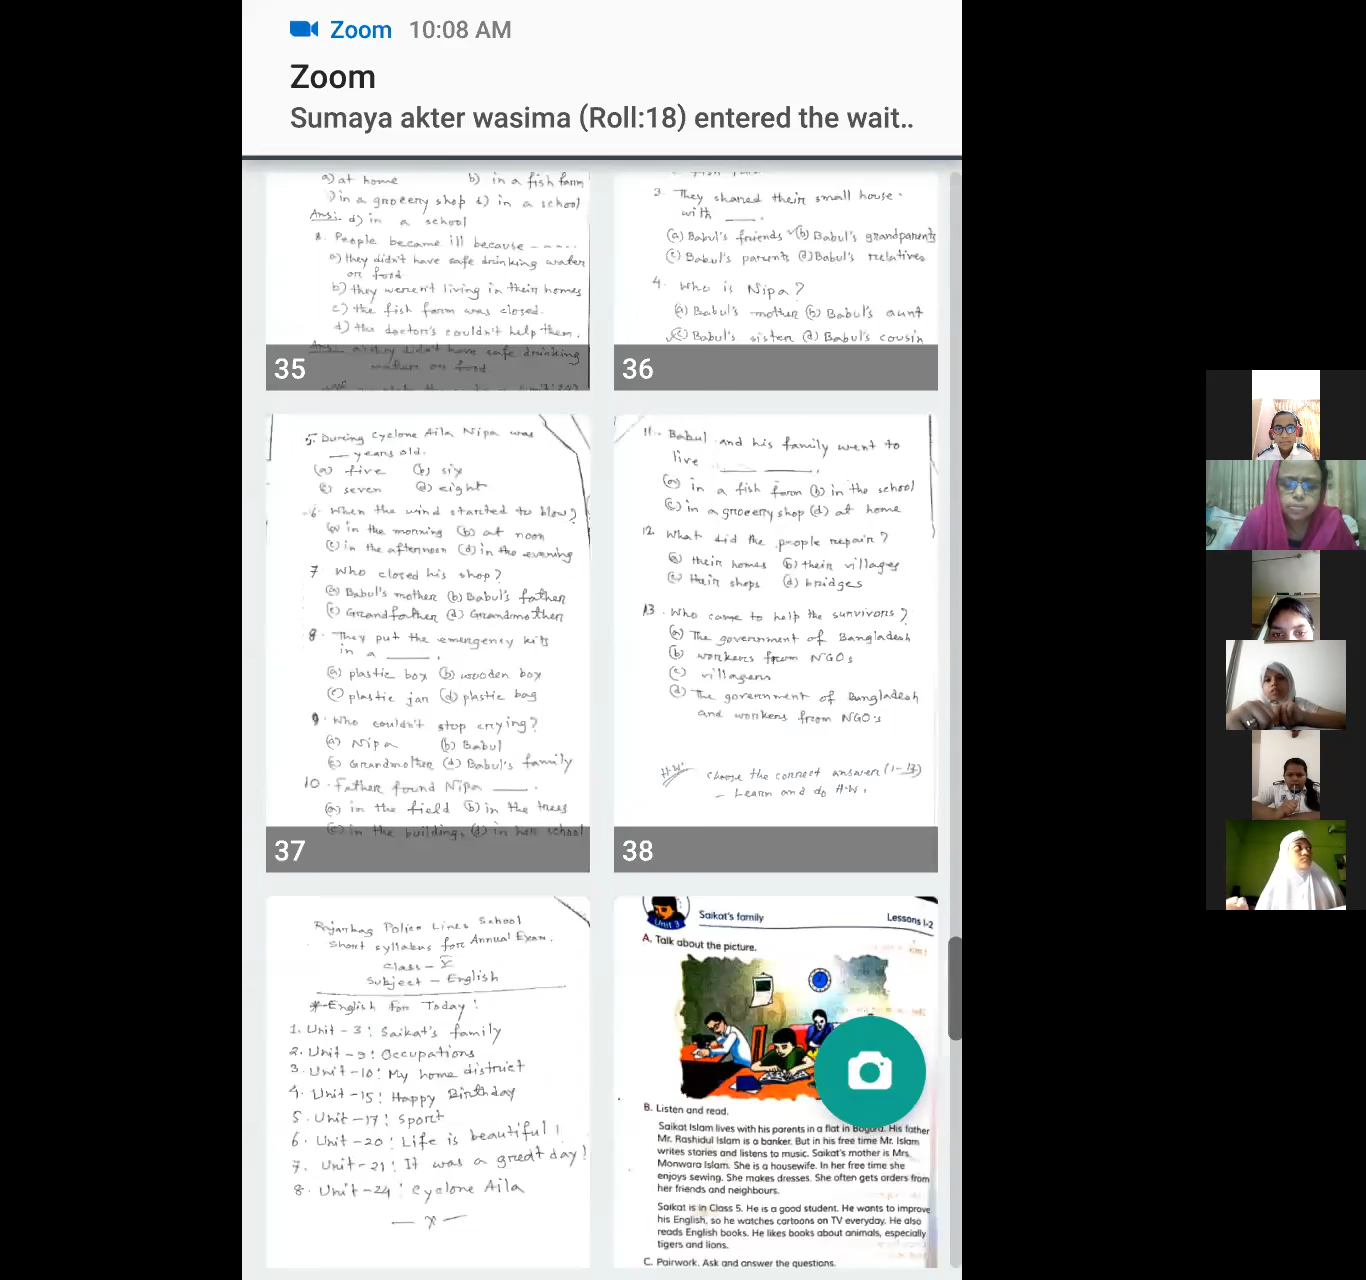 Zoom 10:08 AM
Zoom
Sumaya akter wasima (Roll:18) entered the wait..
a) at home b) in a fish farm
) in a grocery shop d) in a school
Ans: d) in a school
8. People became ill because -----
a) they didn't have safe drinking water
or food
b) they weren't living in their homes
c) the fish farm was closed.
d) the doctors couldn't help them.
Ans: a) they didn't have safe drinking
or food.
35
3. They shared their small house
with ___.
(a) Babul's friends (b) Babul's grandparents
(c) Babul's parents (d) Babul's relatives
4. Who is Nipa?
(a) Babul's mother (b) Babul's aunt
(c) Babul's sister (d) Babul's cousin
36
5. During Cyclone Aila Nipa was
___ years old.
(a) five (b) six
(c) seven (d) eight
6. When the wind started to blow?
(a) in the morning (b) at noon
(c) in the afternoon (d) in the evening
7 Who closed his shop?
(a) Babul's mother (b) Babul's father
(c) Grandfather (d) Grandmother
8. They put the emergency kits
in a ____.
(a) plastic box (b) wooden box
(c) plastic jar (d) plastic bag
9. Who couldn't stop crying?
(a) Nipa (b) Babul
(c) Grandmother (d) Babul's family
10. Father found Nipa ___.
(a) in the field (b) in the trees
(c) in the building (d) in her school
37
11. Babul and his family went to
live ____ ____.
(a) in a fish farm (b) in the school
(c) in a grocery shop (d) at home
12. What did the people repair?
(a) their homes (b) their villages
(c) their shops (d) bridges
13. Who came to help the survivors?
(a) The government of Bangladesh
(b) workers from NGOs
(c) villagers
(d) The government of Bangladesh
and workers from NGO's
H.W: Choose the correct answer (1-13)
- Learn and do H.W.
38
Rajarbag Police Lines School
Short syllabus for Annual Exam.
Class - V
Subject - English
* English For Today:
1. Unit - 3: Saikat's family
2. Unit - 9: Occupations
3. Unit - 10: My home district
4. Unit - 15: Happy Birthday
5. Unit - 17: Sport
6. Unit - 20: Life is beautiful!
7. Unit - 21: It was a great day!
8. Unit - 24: Cyclone Aila
— x —
Unit 3 Saikat's family Lessons 1-2
A. Talk about the picture.
B. Listen and read.
Saikat Islam lives with his parents in a flat in Bogura. His father
Mr. Rashidul Islam is a banker. But in his free time Mr. Islam
writes stories and listens to music. Saikat's mother is Mrs.
Monwara Islam. She is a housewife. In her free time she
enjoys sewing. She makes dresses. She often gets orders from
her friends and neighbours.
Saikat is in Class 5. He is a good student. He wants to improve
his English, so he watches cartoons on TV everyday. He also
reads English books. He likes books about animals, especially
tigers and lions.
C. Pairwork. Ask and answer the questions.